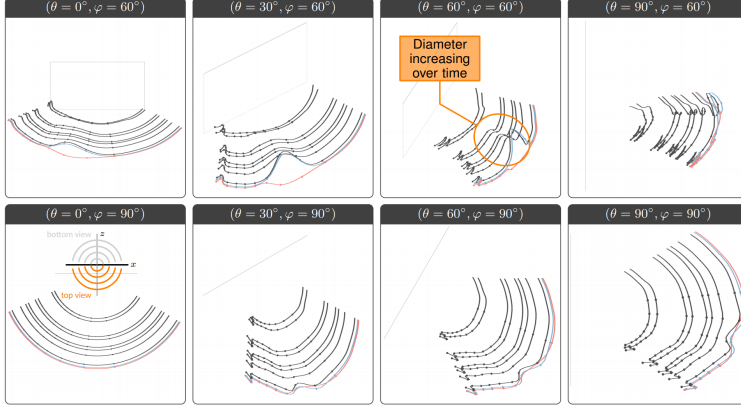 (θ = 0°, φ = 60°)
(θ = 30°, φ = 60°)
(θ = 60°, φ = 60°)
(θ = 90°, φ = 60°)
Diameter
increasing
over time
(θ = 0°, φ = 90°)
(θ = 30°, φ = 90°)
(θ = 60°, φ = 90°)
(θ = 90°, φ = 90°)
bottom view
z
x
top view